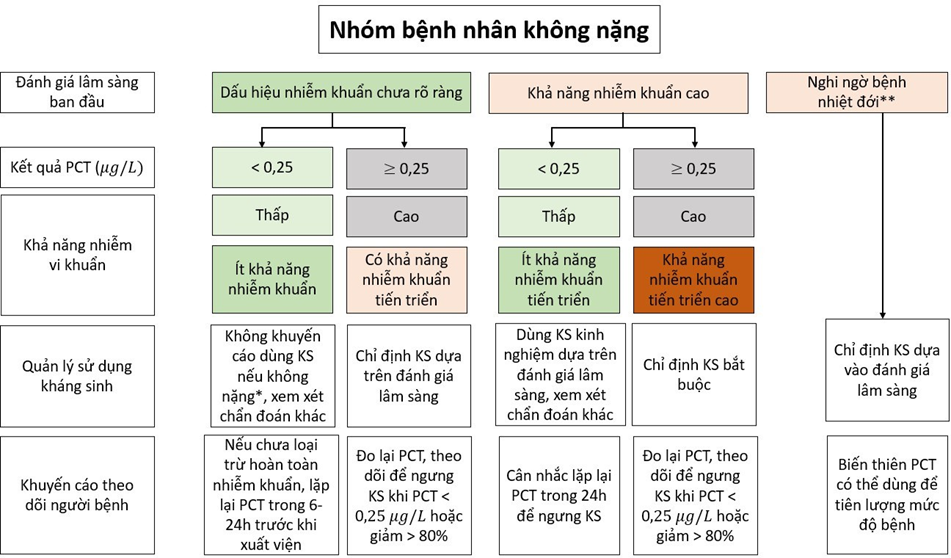 Nhóm bệnh nhân không nặng
Đánh giá lâm sàng
ban đầu
Dấu hiệu nhiễm khuẩn chưa rõ ràng
Khả năng nhiễm khuẩn cao
Nghi ngờ bệnh
nhiệt đới**
Kết quả PCT (μg/L)
< 0,25
≥ 0,25
< 0,25
≥ 0,25
Khả năng nhiễm
vi khuẩn
Thấp
Cao
Thấp
Cao
Ít khả năng
nhiễm khuẩn
Có khả năng
nhiễm khuẩn
tiến triển
Ít khả năng
nhiễm khuẩn
tiến triển
Khả năng
nhiễm khuẩn
tiến triển cao
Quản lý sử dụng
kháng sinh
Không khuyến
cáo dùng KS
nếu không
nặng*, xem xét
chẩn đoán khác
Chỉ định KS dựa
trên đánh giá
lâm sàng
Dùng KS kinh
nghiệm dựa trên
đánh giá lâm
sàng, xem xét
chẩn đoán khác
Chỉ định KS bắt
buộc
Chỉ định KS dựa
vào đánh giá
lâm sàng
Khuyến cáo theo
dõi người bệnh
Nếu chưa loại
trừ hoàn toàn
nhiễm khuẩn, lặp
lại PCT trong 6-
24h trước khi
xuất viện
Đo lại PCT, theo
dõi để ngưng
KS khi PCT <
0,25 μg/L hoặc
giảm > 80%
Cân nhắc lặp lại
PCT trong 24h
để ngưng KS
Đo lại PCT, theo
dõi để ngưng
KS khi PCT <
0,25 μg/L hoặc
giảm > 80%
Biến thiên PCT
có thể dùng để
tiên lượng mức
độ bệnh